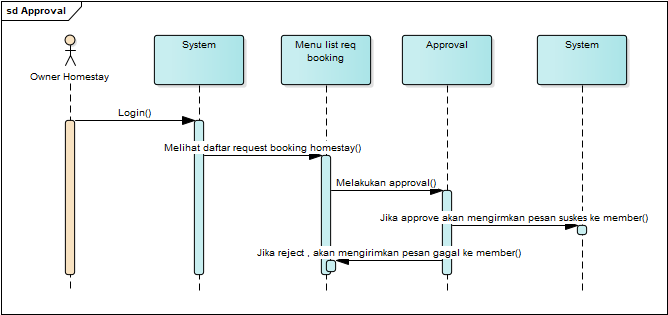 sd Approval
Owner Homestay
System
Menu list req
booking
Approval
System
Login()
Melihat daftar request booking homestay()
Melakukan approval()
Jika approve akan mengirmkan pesan suskes ke member()
Jika reject , akan mengirimkan pesan gagal ke member()